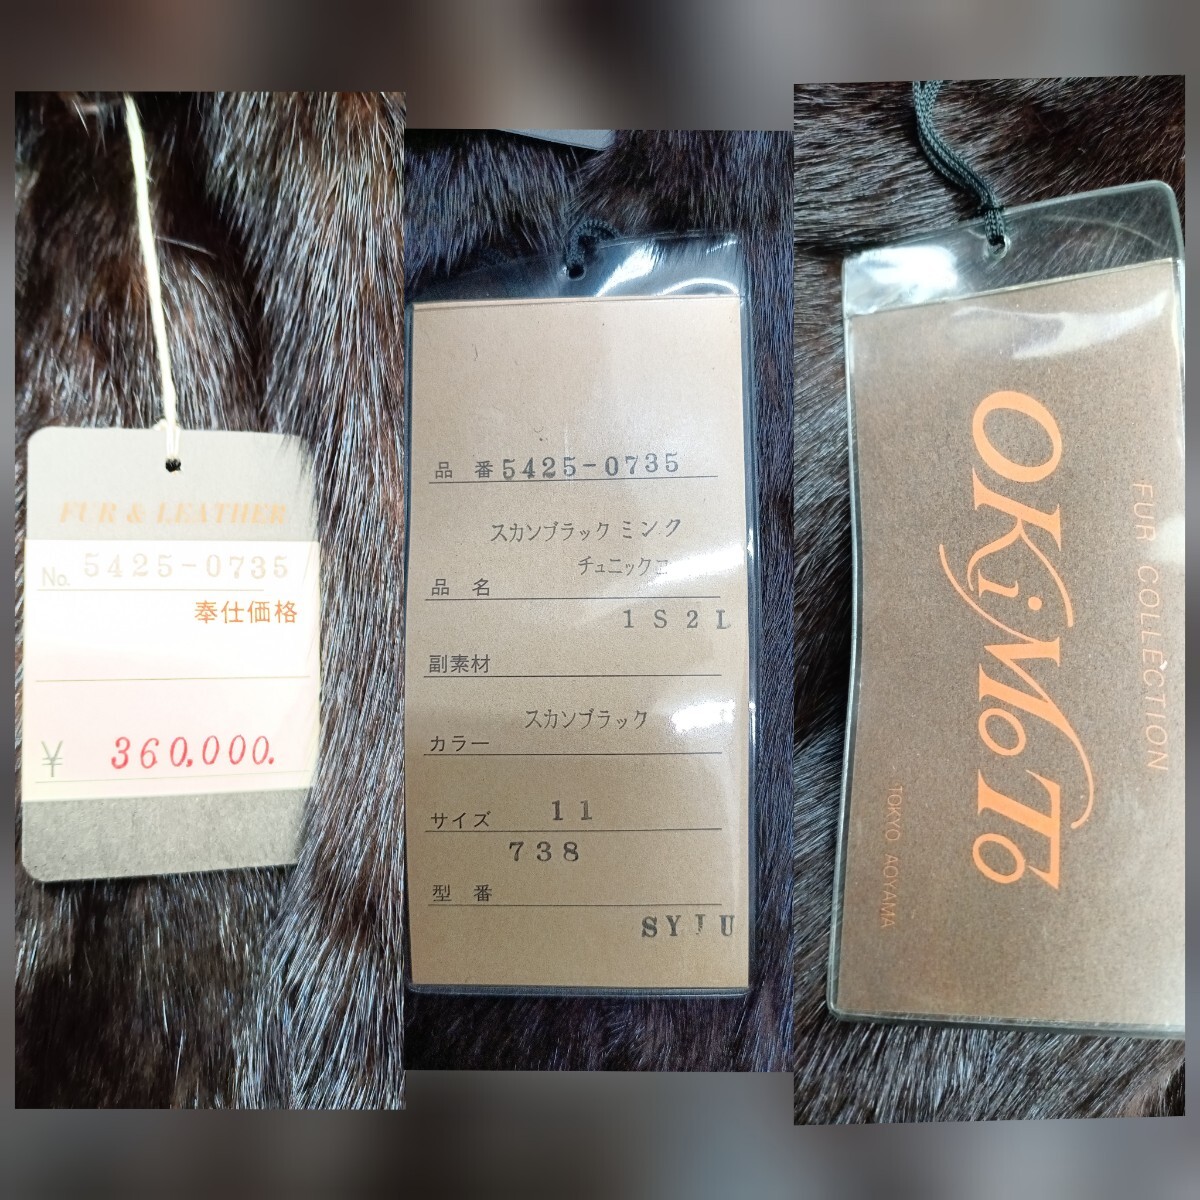 FUR & LEATHER
No. 5425-0735
奉仕価格
¥ 360,000.
品番 5425-0735
スカンブラック ミンク
チュニックコ
品名
1S2L
副素材
スカンブラック
カラー
サイズ 11
738
型番
SYJU
OKiMoTo
FUR COLLECTION
TOKYO AOYAMA